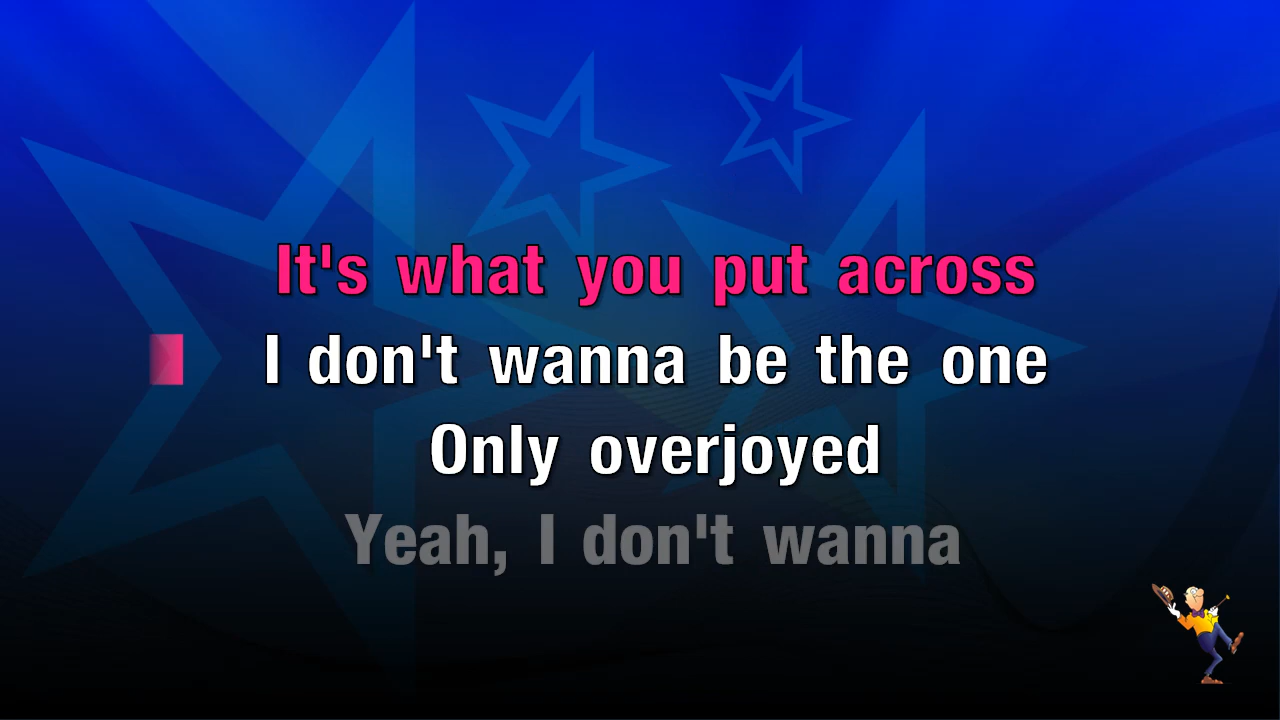 It's what you put across
I don't wanna be the one
Only overjoyed
Yeah, I don't wanna